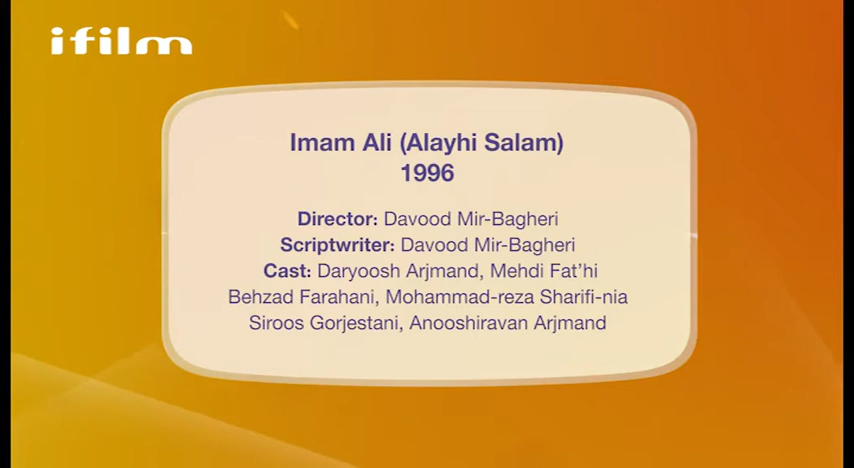 ifilm
Imam Ali (Alayhi Salam)
1996
Director: Davood Mir-Bagheri
Scriptwriter: Davood Mir-Bagheri
Cast: Daryoosh Arjmand, Mehdi Fat’hi
Behzad Farahani, Mohammad-reza Sharifi-nia
Siroos Gorjestani, Anooshiravan Arjmand